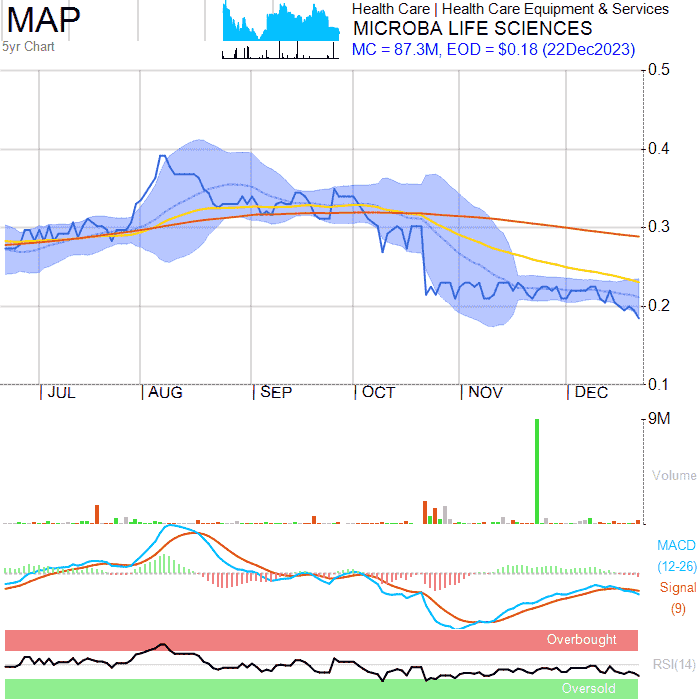 MAP
5yr Chart
Health Care | Health Care Equipment & Services
MICROBA LIFE SCIENCES
MC = 87.3M, EOD = $0.18 (22Dec2023)
0.5
0.4
0.3
0.2
0.1
JUL AUG SEP OCT NOV DEC
9M
Volume
MACD
(12-26)
Signal
(9)
Overbought
RSI(14)
Oversold